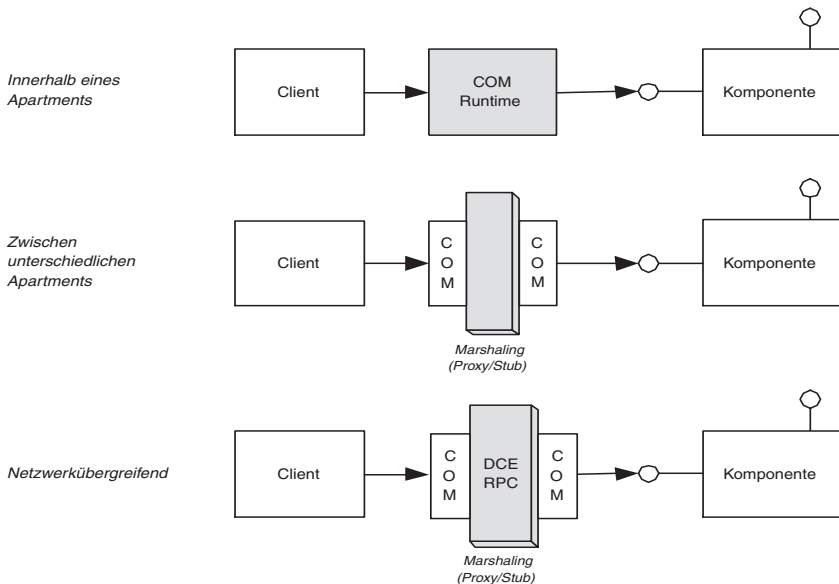 Innerhalb eines
Apartments
Client
COM
Runtime
Komponente
Zwischen
unterschiedlichen
Apartments
Client
C
O
M
C
O
M
Komponente
Marshaling
(Proxy/Stub)
Netzwerkübergreifend
Client
C
O
M
DCE
RPC
C
O
M
Komponente
Marshaling
(Proxy/Stub)